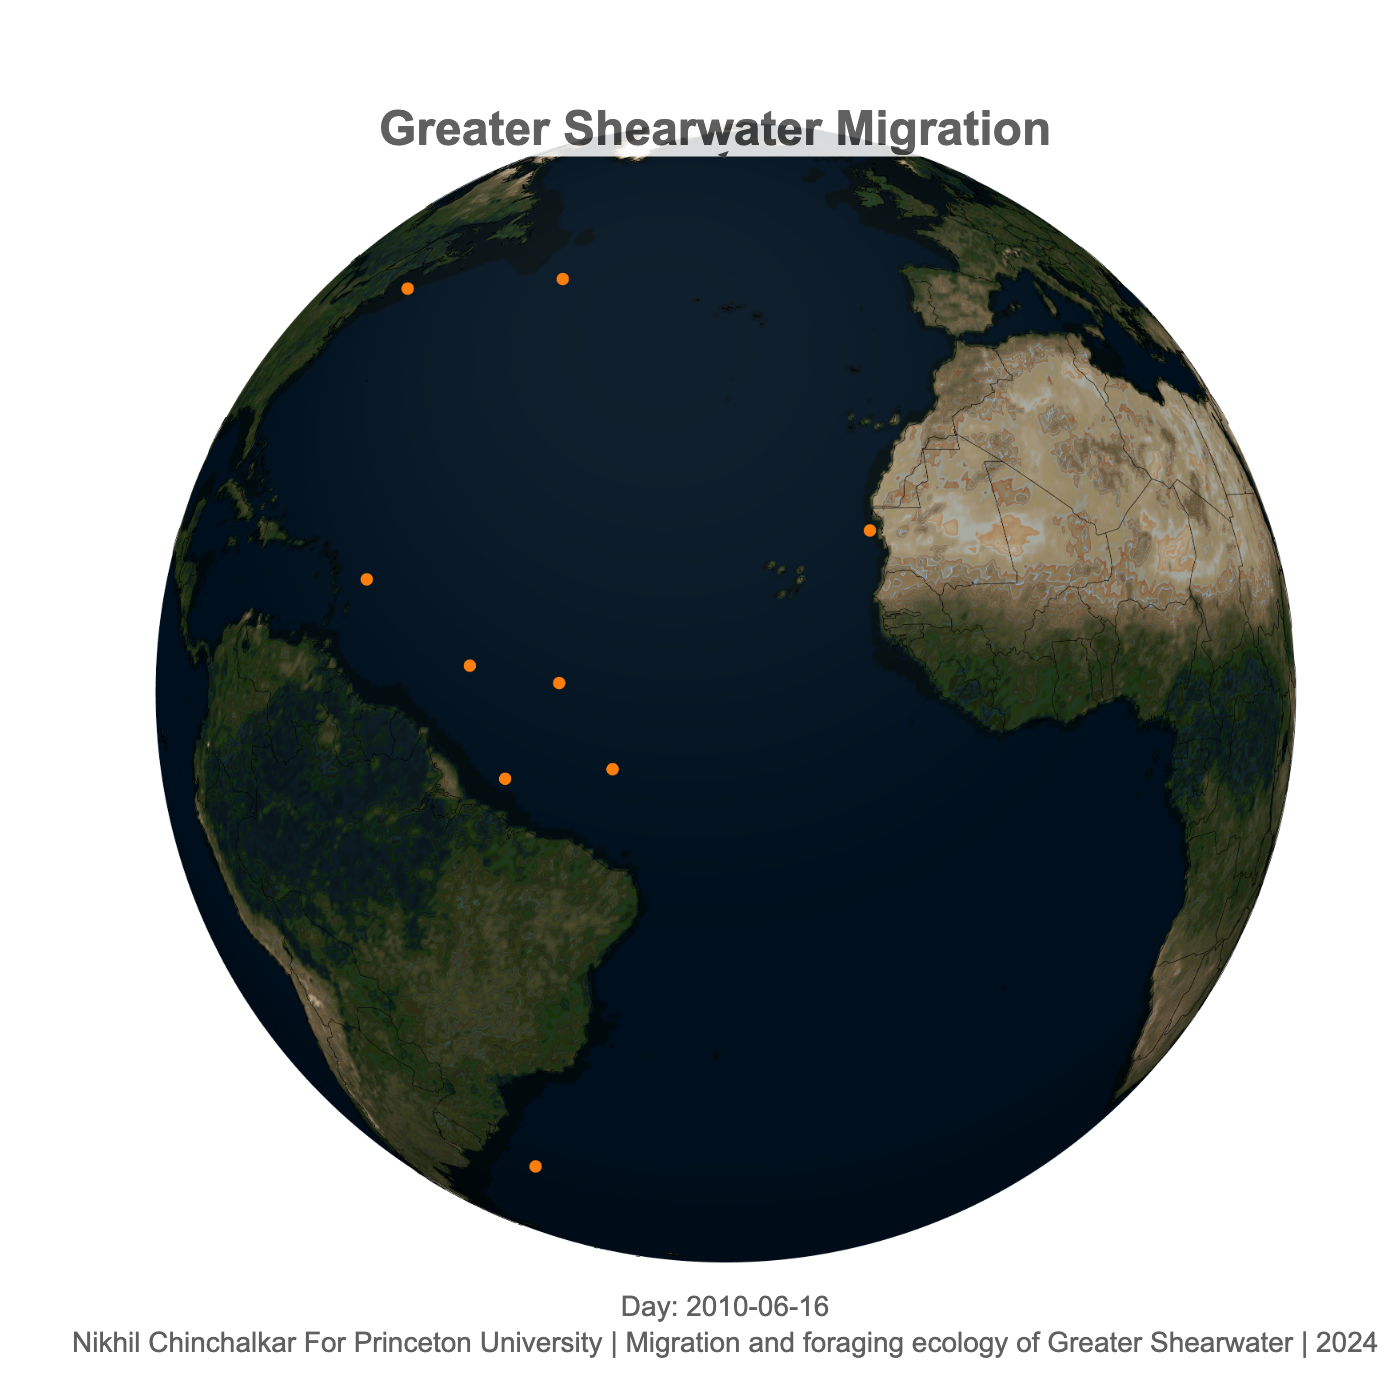 Greater Shearwater Migration
Day: 2010-06-16
Nikhil Chinchalkar For Princeton University | Migration and foraging ecology of Greater Shearwater | 2024